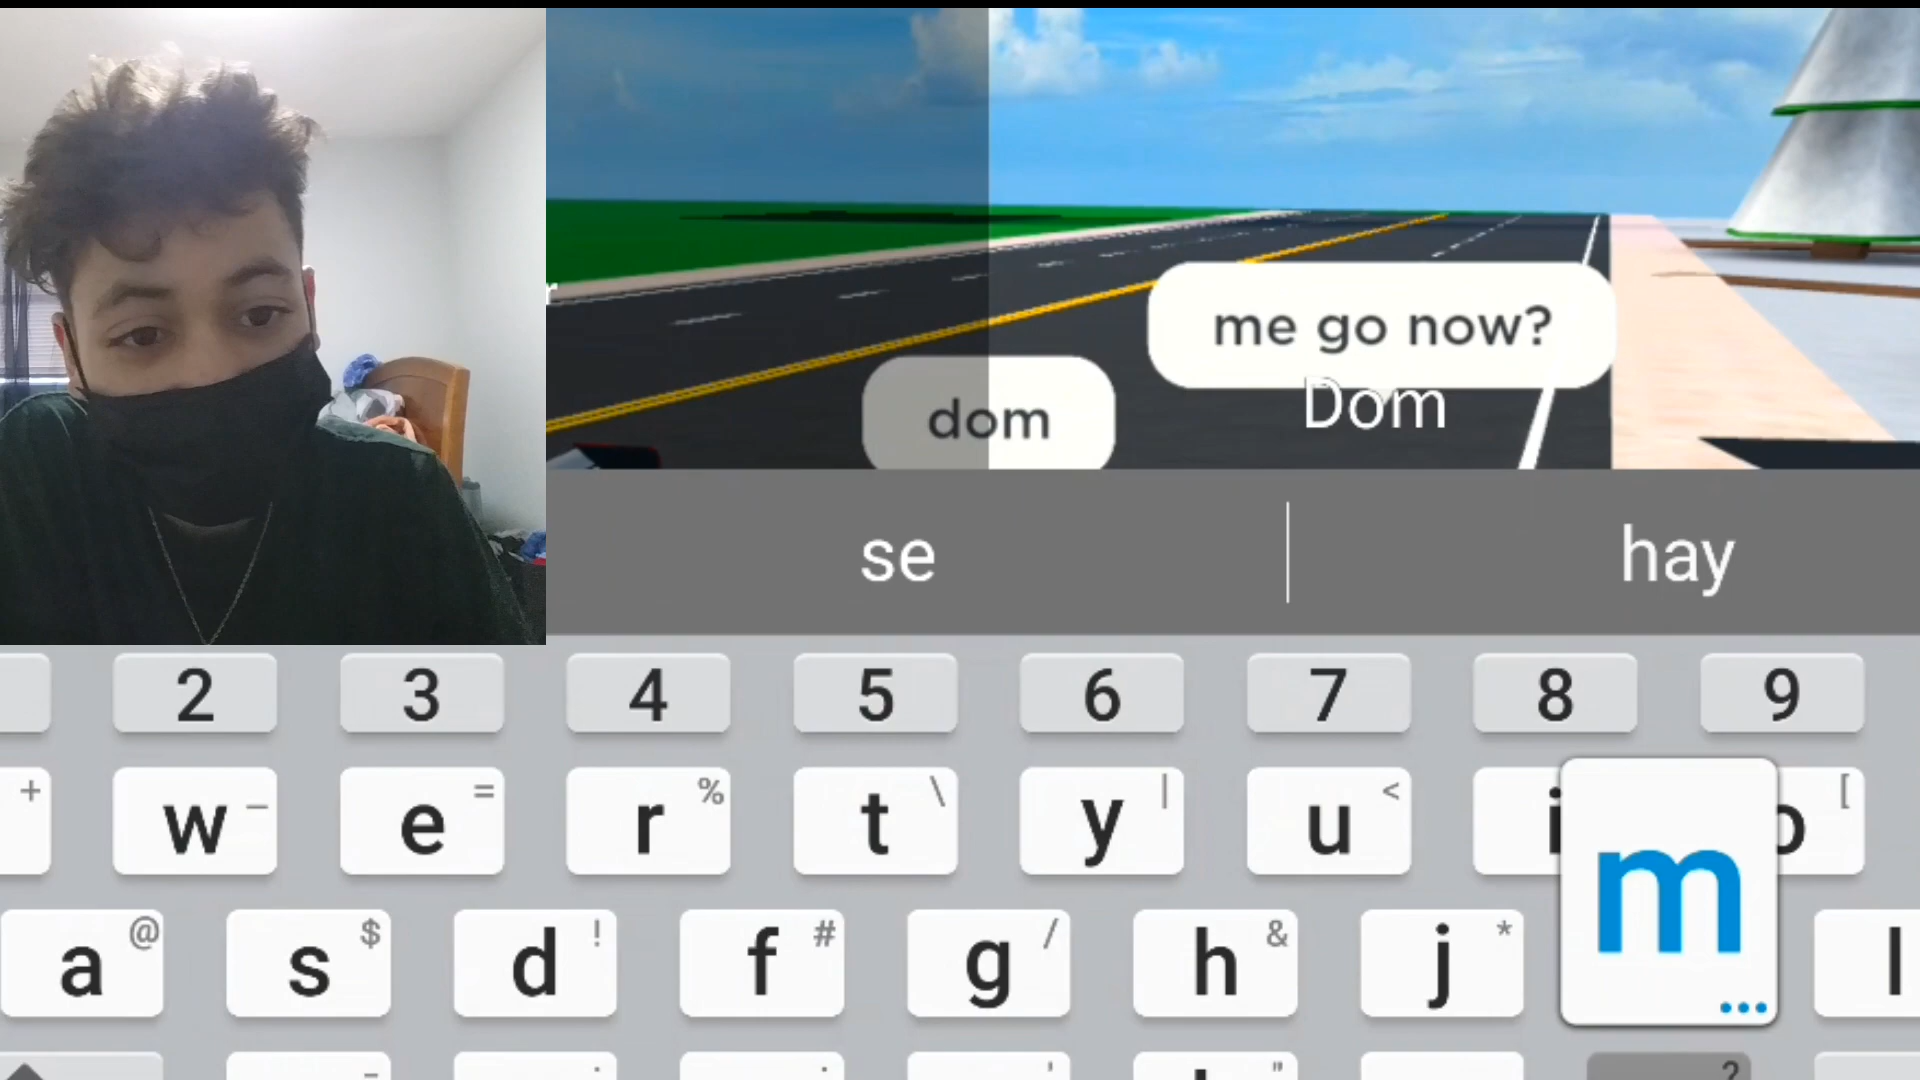 me go now?
dom
Dom
se hay
2 3 4 5 6 7 8 9
+ w _ e = r % t \ y | u < i o [
a @ s $ d ! f # g / h & j * m ... l